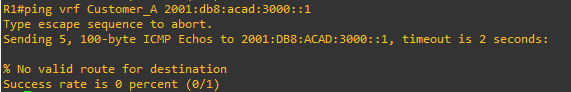 R1#ping vrf Customer_A 2001:db8:acad:3000::1
Type escape sequence to abort.
Sending 5, 100-byte ICMP Echos to 2001:DB8:ACAD:3000::1, timeout is 2 seconds:
% No valid route for destination
Success rate is 0 percent (0/1)